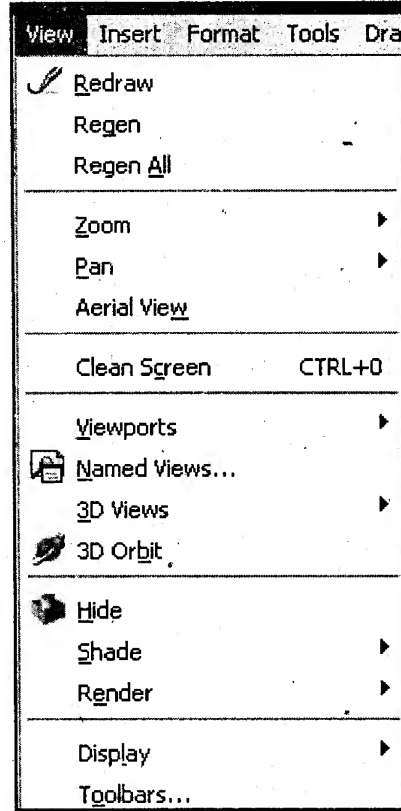 View Insert Format Tools Dra
Redraw
Regen
Regen All
Zoom
Pan
Aerial View
Clean Screen CTRL+0
Viewports
Named Views...
3D Views
3D Orbit
Hide
Shade
Render
Display
Toolbars...